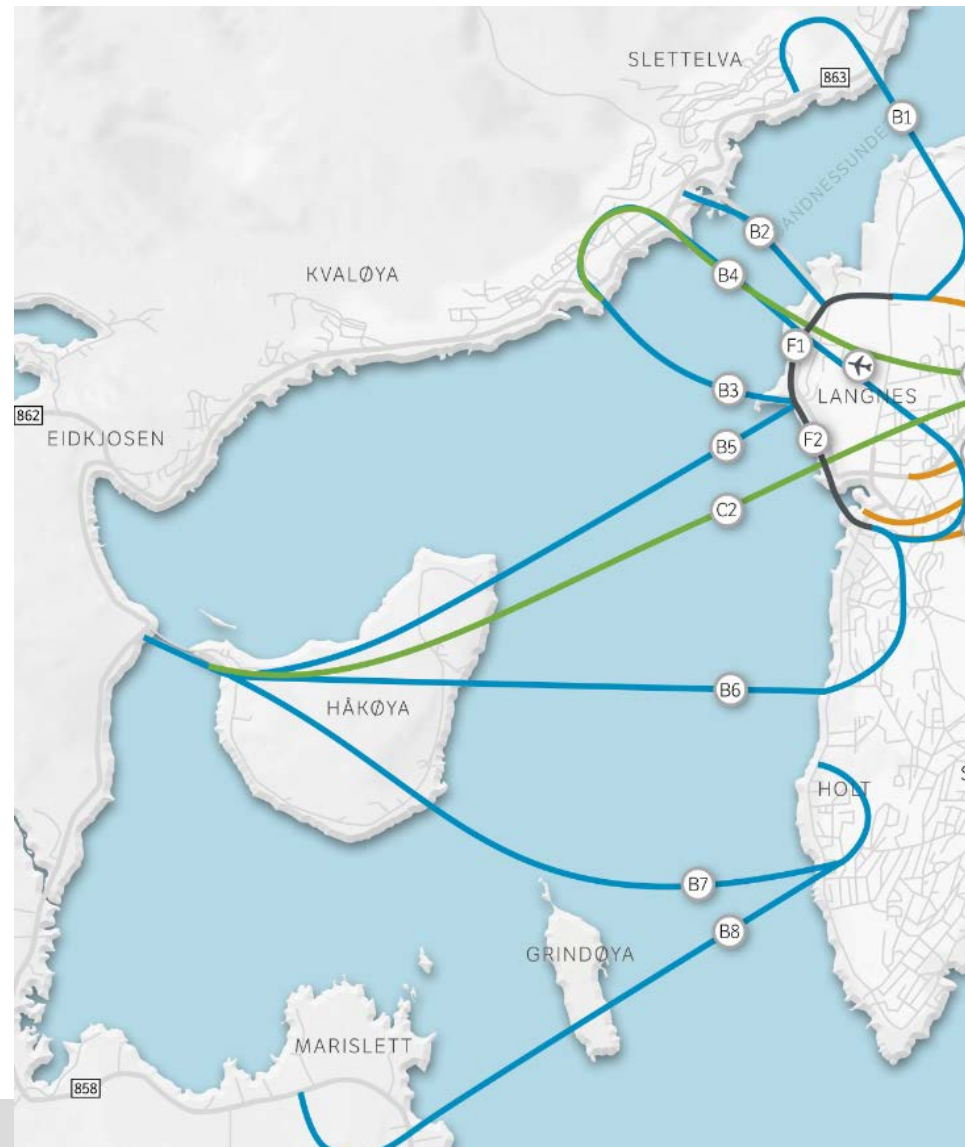 SLETTELVA
863
B1
ANDNESSUNDE
B2
KVALØYA
B4
F1
LANGNES
B3
862
EIDKJOSEN
F2
B5
C2
B6
HÅKØYA
HOLT
S
B7
B8
GRINDØYA
MARISLETT
858